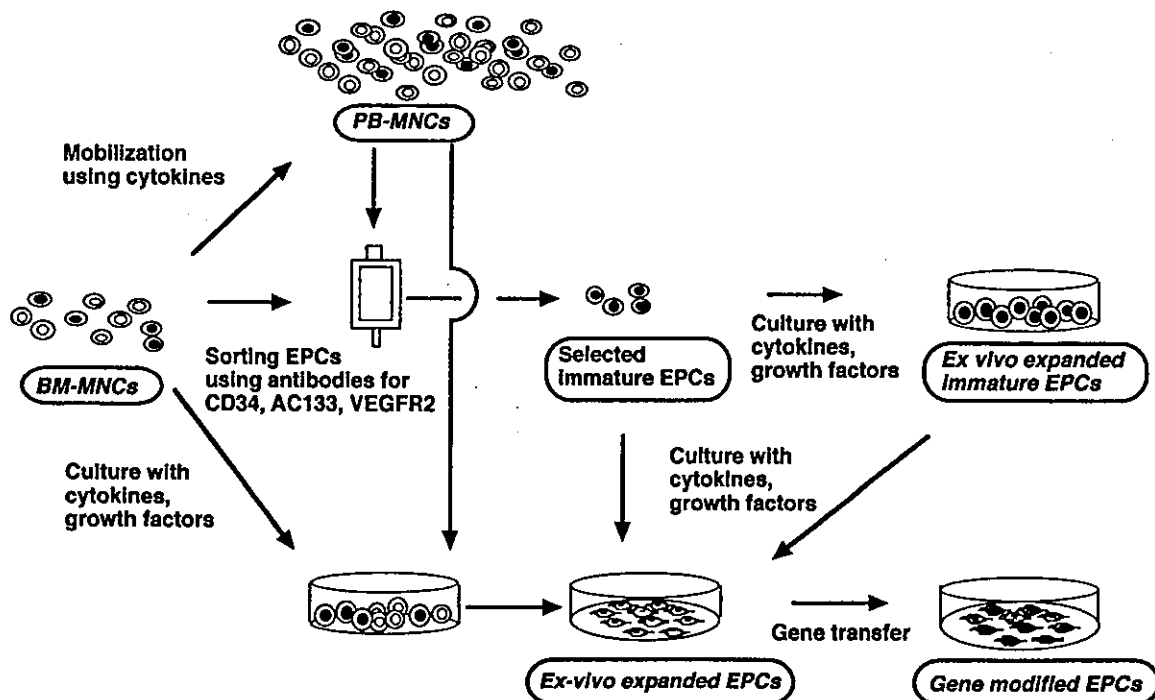 PB-MNCs
Mobilization
using cytokines
BM-MNCs
Sorting EPCs
using antibodies for
CD34, AC133, VEGFR2
Selected
immature EPCs
Culture with
cytokines,
growth factors
Ex vivo expanded
immature EPCs
Culture with
cytokines,
growth factors
Culture with
cytokines,
growth factors
Ex-vivo expanded EPCs
Gene transfer
Gene modified EPCs